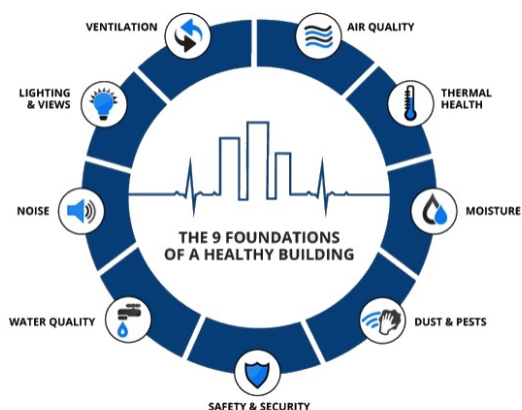 VENTILATION
AIR QUALITY
LIGHTING
& VIEWS
THERMAL
HEALTH
NOISE
MOISTURE
THE 9 FOUNDATIONS
OF A HEALTHY BUILDING
WATER QUALITY
DUST & PESTS
SAFETY & SECURITY